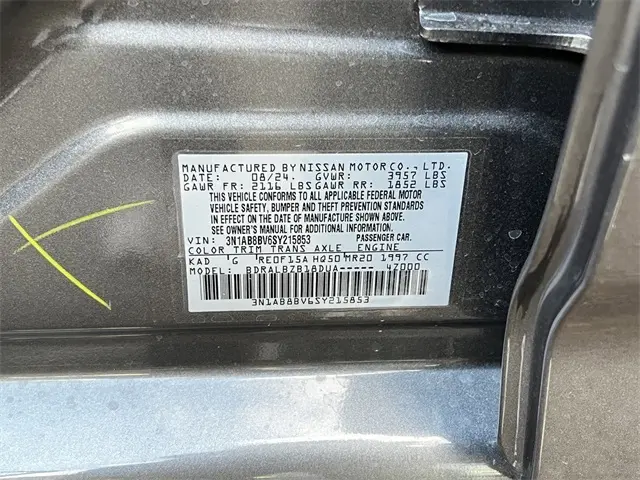 MANUFACTURED BY NISSAN MOTOR CO., LTD.
DATE: 08/24. GVWR: 3957 LBS
GAWR FR: 2116 LBS GAWR RR: 1852 LBS
THIS VEHICLE CONFORMS TO ALL APPLICABLE FEDERAL MOTOR
VEHICLE SAFETY, BUMPER AND THEFT PREVENTION STANDARDS
IN EFFECT ON THE DATE OF MANUFACTURE SHOWN ABOVE.
SEE OWNER'S MANUAL FOR ADDITIONAL INFORMATION.
VIN: 3N1AB8BV6SY215853 PASSENGER CAR.
COLOR TRIM TRANS AXLE ENGINE
KAD G RE0F15A HQ50 MR20 1997 CC
MODEL: BDRALBZB18DUA----- 4Z000
3N1AB8BV6SY215853